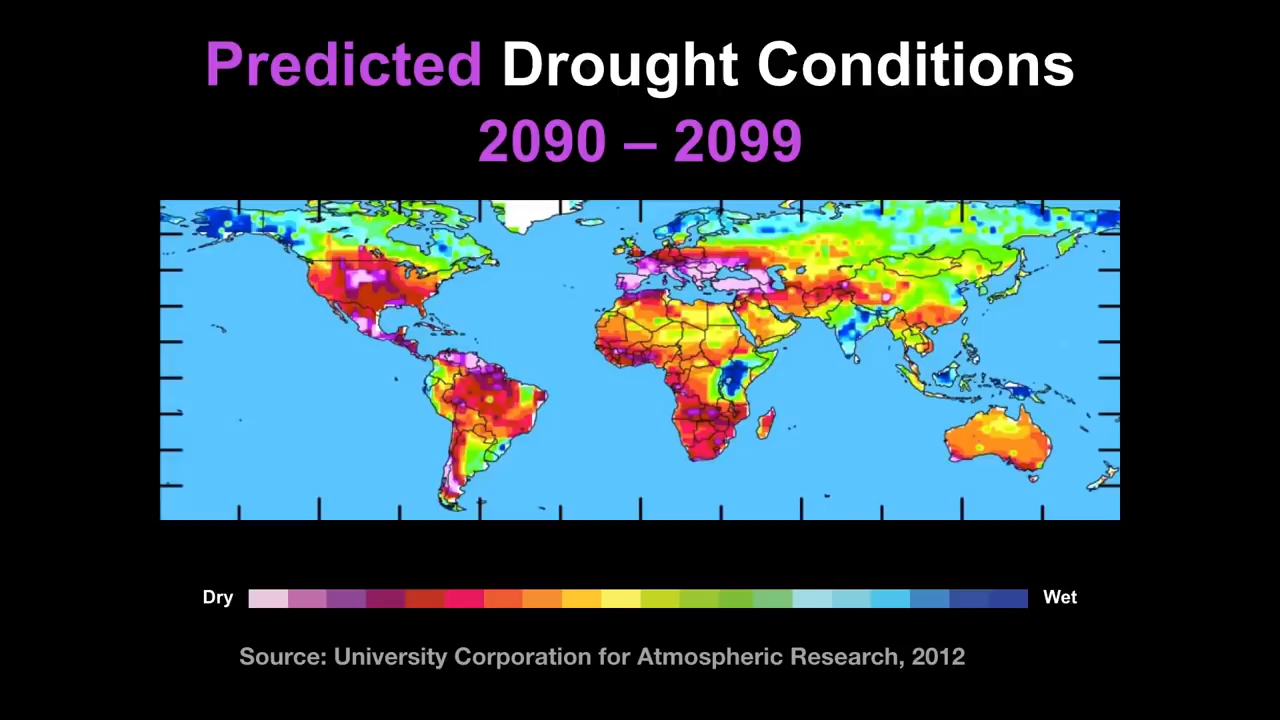 Predicted Drought Conditions
2090 – 2099
Dry
Wet
Source: University Corporation for Atmospheric Research, 2012